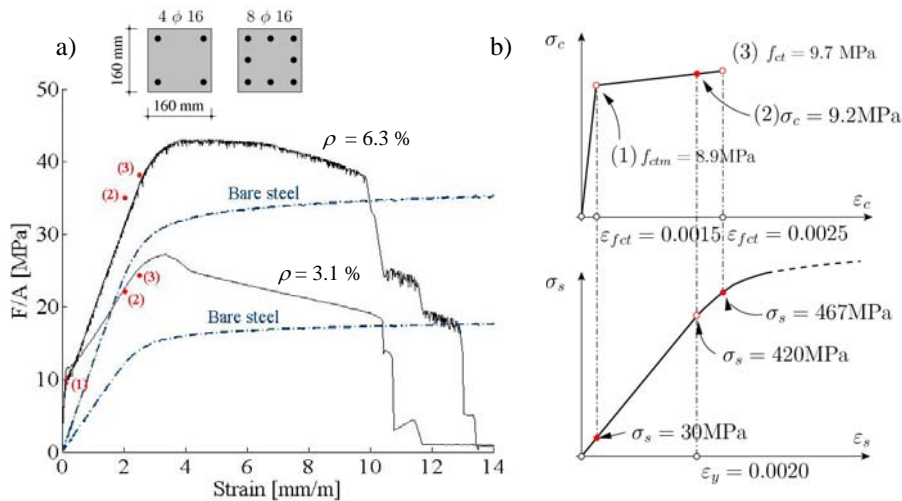 4 ϕ 16
8 ϕ 16
a)
160 mm
160 mm
50
40
30
20
10
0
F/A [MPa]
ρ = 6.3 %
(3)
(2)
Bare steel
ρ = 3.1 %
(3)
(2)
Bare steel
(1)
0
2
4
6
8
10
12
14
Strain [mm/m]
b)
σc
(3) fct = 9.7 MPa
(2)σc = 9.2MPa
(1) fctm = 8.9MPa
εc
εfct = 0.0015
εfct = 0.0025
σs
σs = 467MPa
σs = 420MPa
σs = 30MPa
εs
εy = 0.0020